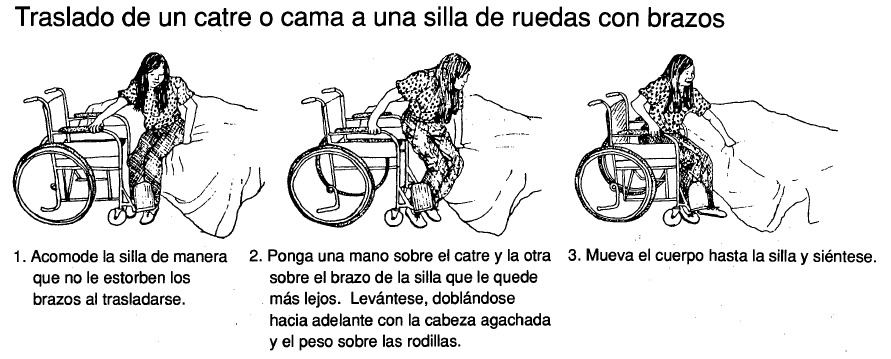 Traslado de un catre o cama a una silla de ruedas con brazos
1. Acomode la silla de manera
que no le estorben los
brazos al trasladarse.
2. Ponga una mano sobre el catre y la otra
sobre el brazo de la silla que le quede
más lejos. Levántese, doblándose
hacia adelante con la cabeza agachada
y el peso sobre las rodillas.
3. Mueva el cuerpo hasta la silla y siéntese.